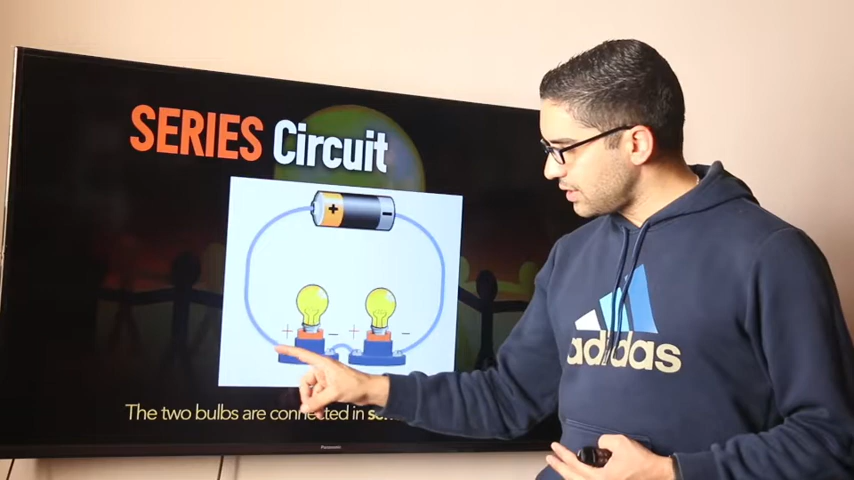 SERIES Circuit
+ -
+ - + -
The two bulbs are connected in
adidas
Panasonic